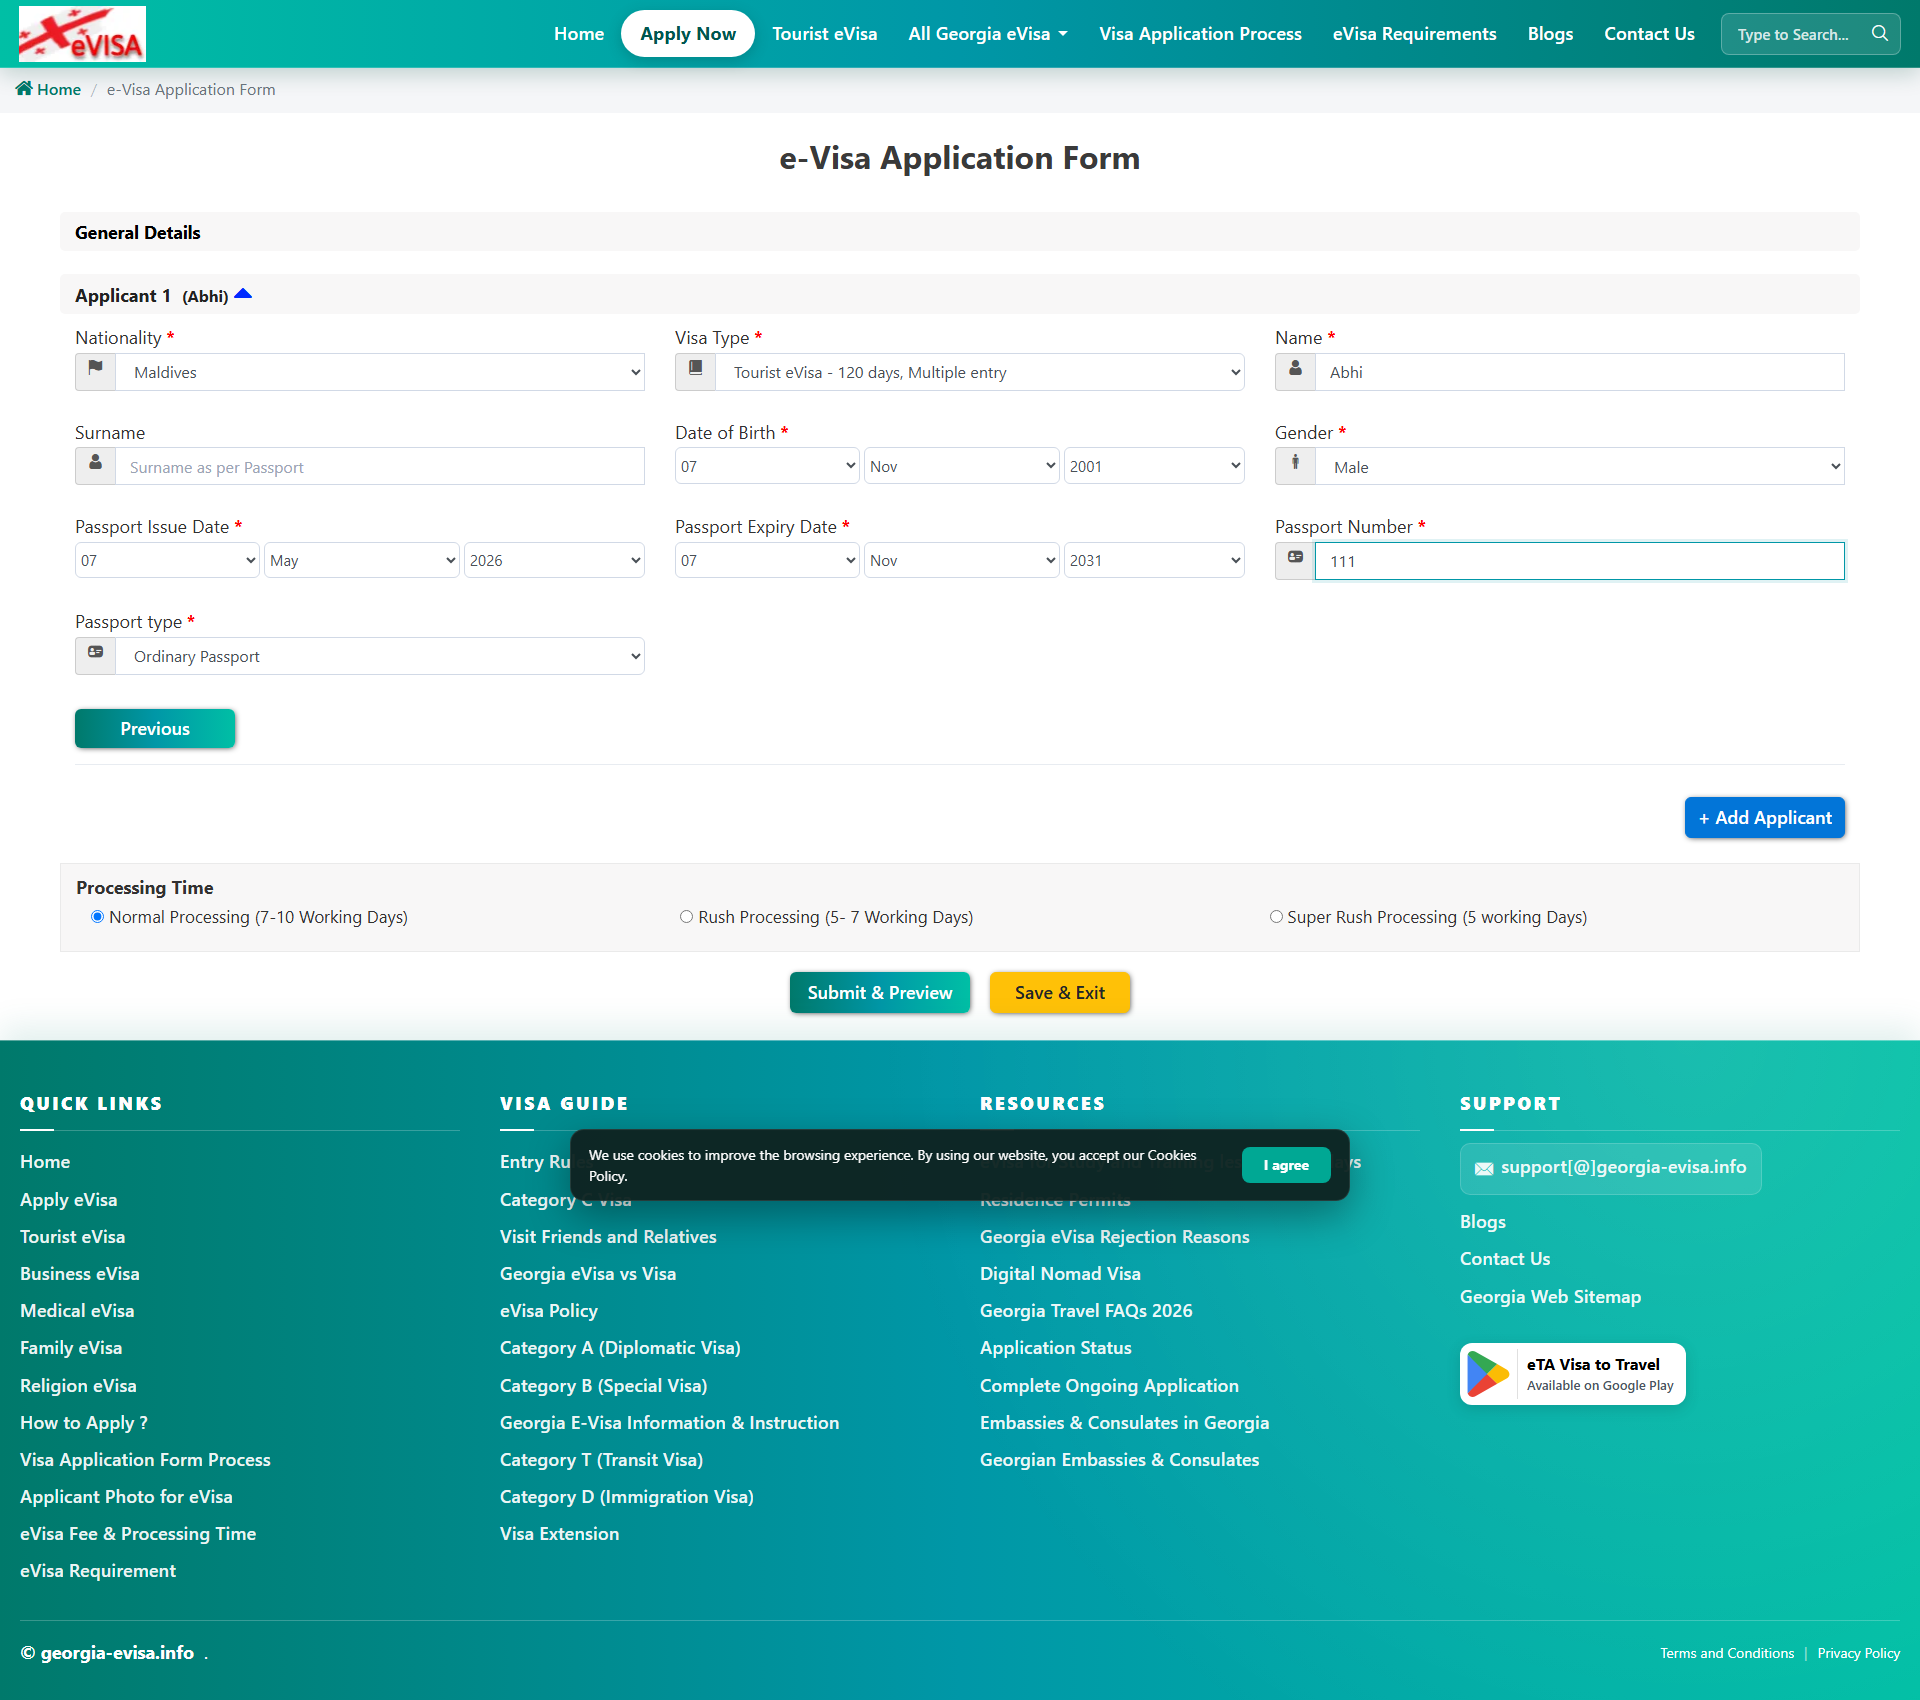 eVISA
Home
Apply Now
Tourist eVisa
All Georgia eVisa
Visa Application Process
eVisa Requirements
Blogs
Contact Us
Type to Search...
Home / e-Visa Application Form
e-Visa Application Form
General Details
Applicant 1 (Abhi)
Nationality *
Maldives
Visa Type *
Tourist eVisa - 120 days, Multiple entry
Name *
Abhi
Surname
Surname as per Passport
Date of Birth *
07 Nov 2001
Gender *
Male
Passport Issue Date *
07 May 2026
Passport Expiry Date *
07 Nov 2031
Passport Number *
111
Passport type *
Ordinary Passport
Previous
+ Add Applicant
Processing Time
Normal Processing (7-10 Working Days)
Rush Processing (5- 7 Working Days)
Super Rush Processing (5 working Days)
Submit & Preview
Save & Exit
QUICK LINKS
Home
Apply eVisa
Tourist eVisa
Business eVisa
Medical eVisa
Family eVisa
Religion eVisa
How to Apply ?
Visa Application Form Process
Applicant Photo for eVisa
eVisa Fee & Processing Time
eVisa Requirement
VISA GUIDE
Entry
Category C Visa
Visit Friends and Relatives
Georgia eVisa vs Visa
eVisa Policy
Category A (Diplomatic Visa)
Category B (Special Visa)
Georgia E-Visa Information & Instruction
Category T (Transit Visa)
Category D (Immigration Visa)
Visa Extension
We use cookies to improve the browsing experience. By using our website, you accept our Cookies
Policy.
I agree
RESOURCES
Residence Permits
Georgia eVisa Rejection Reasons
Digital Nomad Visa
Georgia Travel FAQs 2026
Application Status
Complete Ongoing Application
Embassies & Consulates in Georgia
Georgian Embassies & Consulates
SUPPORT
support[@]georgia-evisa.info
Blogs
Contact Us
Georgia Web Sitemap
eTA Visa to Travel
Available on Google Play
© georgia-evisa.info .
Terms and Conditions | Privacy Policy